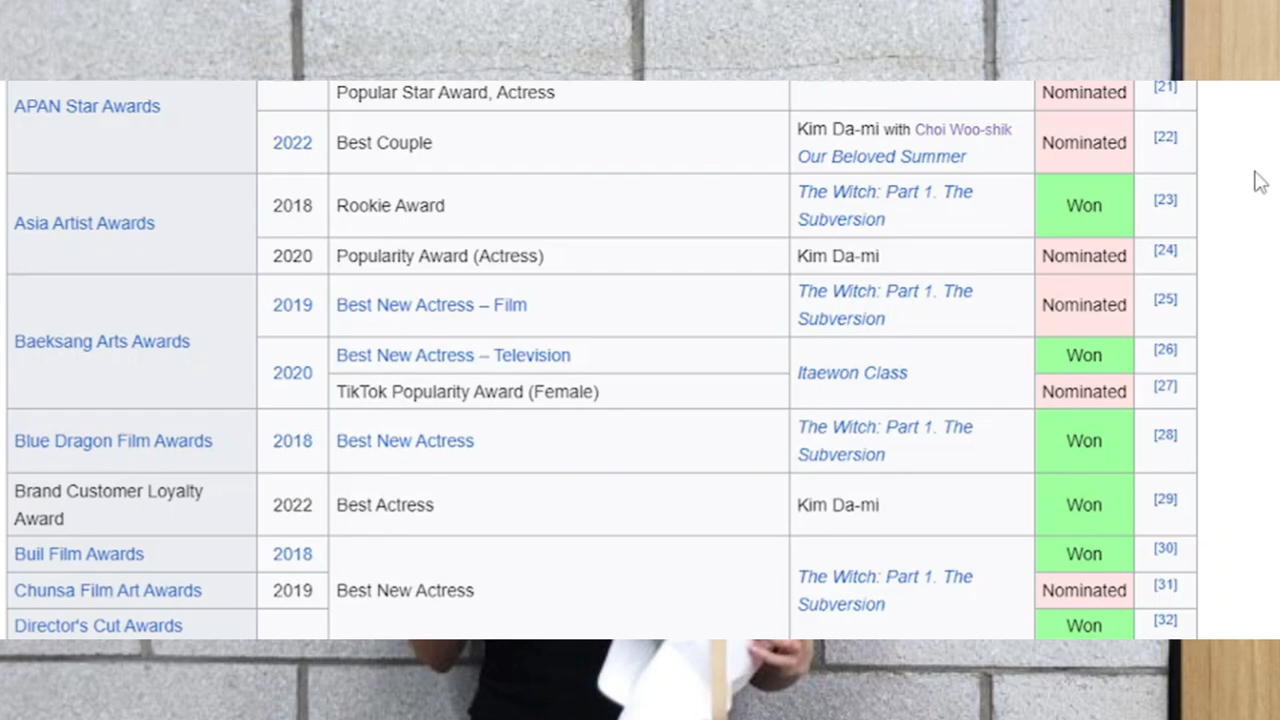 APAN Star Awards
Popular Star Award, Actress
Nominated
[21]
2022
Best Couple
Kim Da-mi with Choi Woo-shik
Our Beloved Summer
Nominated
[22]
Asia Artist Awards
2018
Rookie Award
The Witch: Part 1. The
Subversion
Won
[23]
2020
Popularity Award (Actress)
Kim Da-mi
Nominated
[24]
Baeksang Arts Awards
2019
Best New Actress – Film
The Witch: Part 1. The
Subversion
Nominated
[25]
2020
Best New Actress – Television
Itaewon Class
Won
[26]
TikTok Popularity Award (Female)
Nominated
[27]
Blue Dragon Film Awards
2018
Best New Actress
The Witch: Part 1. The
Subversion
Won
[28]
Brand Customer Loyalty
Award
2022
Best Actress
Kim Da-mi
Won
[29]
Buil Film Awards
2018
Best New Actress
The Witch: Part 1. The
Subversion
Won
[30]
Chunsa Film Art Awards
2019
Nominated
[31]
Director's Cut Awards
Won
[32]